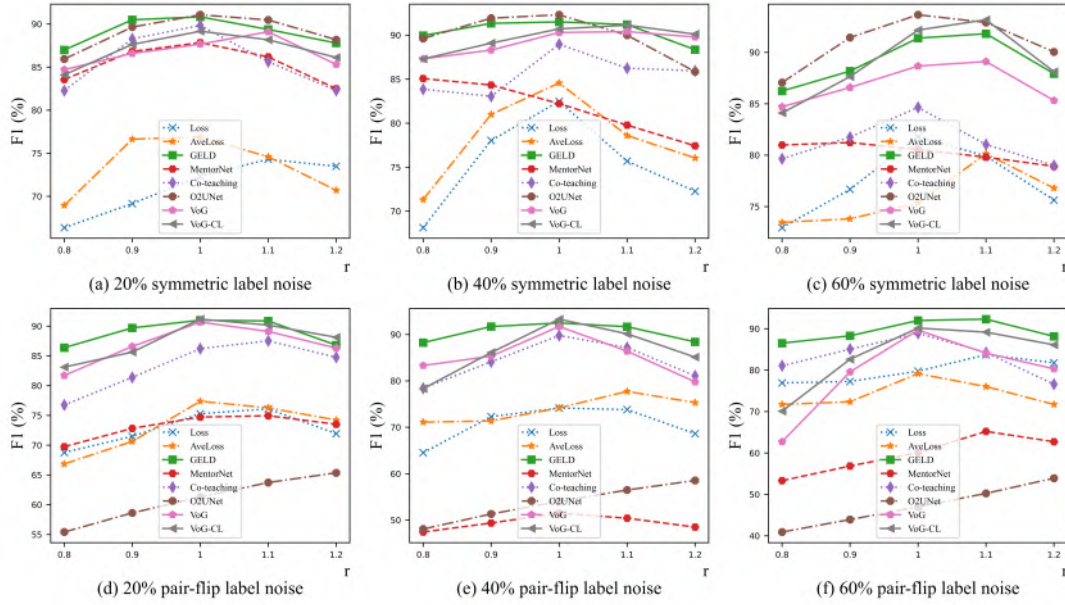 F1 (%)
90
85
80
75
70
Loss
AveLoss
GELD
MentorNet
Co-teaching
O2UNet
VoG
VoG-CL
0.8 0.9 1 1.1 1.2
r
(a) 20% symmetric label noise
F1 (%)
90
85
80
75
70
Loss
AveLoss
GELD
MentorNet
Co-teaching
O2UNet
VoG
VoG-CL
0.8 0.9 1 1.1 1.2
r
(b) 40% symmetric label noise
F1 (%)
90
85
80
75
Loss
AveLoss
GELD
MentorNet
Co-teaching
O2UNet
VoG
VoG-CL
0.8 0.9 1 1.1 1.2
r
(c) 60% symmetric label noise
F1 (%)
90
85
80
75
70
65
60
55
Loss
AveLoss
GELD
MentorNet
Co-teaching
O2UNet
VoG
VoG-CL
0.8 0.9 1 1.1 1.2
r
(d) 20% pair-flip label noise
F1 (%)
90
80
70
60
50
Loss
AveLoss
GELD
MentorNet
Co-teaching
O2UNet
VoG
VoG-CL
0.8 0.9 1 1.1 1.2
r
(e) 40% pair-flip label noise
F1 (%)
90
80
70
60
50
40
Loss
AveLoss
GELD
MentorNet
Co-teaching
O2UNet
VoG
VoG-CL
0.8 0.9 1 1.1 1.2
r
(f) 60% pair-flip label noise